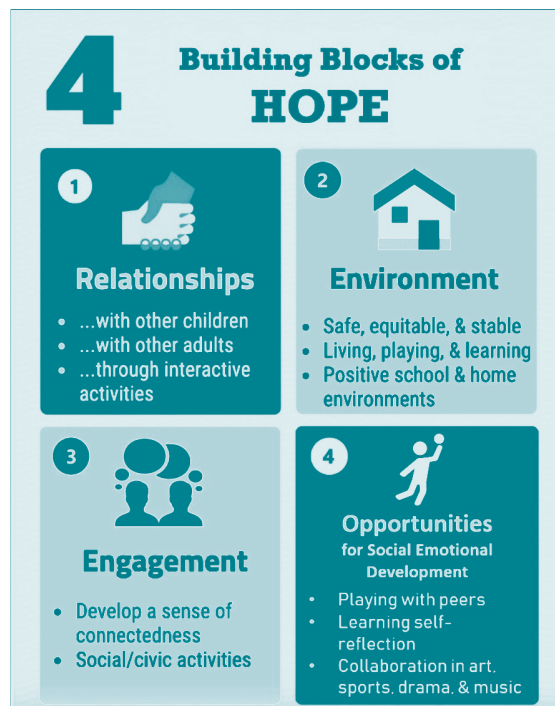 4
Building Blocks of
HOPE
1
Relationships
• ...with other children
• ...with other adults
• ...through interactive
activities
2
Environment
• Safe, equitable, & stable
• Living, playing, & learning
• Positive school & home
environments
3
Engagement
• Develop a sense of
connectedness
• Social/civic activities
4
Opportunities
for Social Emotional
Development
• Playing with peers
• Learning self-
reflection
• Collaboration in art,
sports, drama, & music